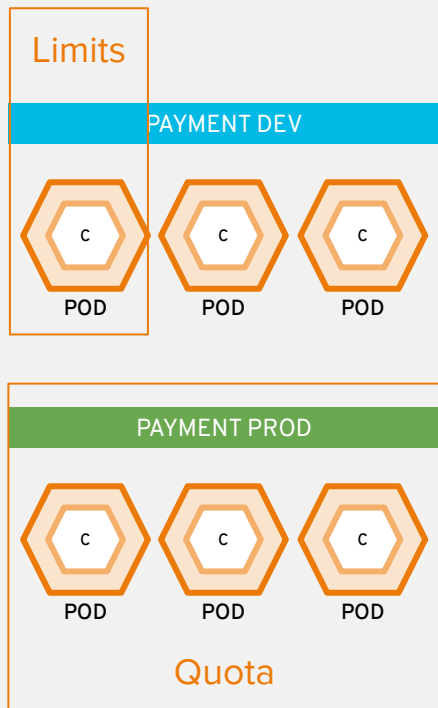 Limits
PAYMENT DEV
C C C
POD POD POD
PAYMENT PROD
C C C
POD POD POD
Quota